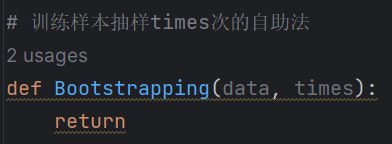 # 训练样本抽样times次的自助法
2 usages
def Bootstrapping(data, times):
    return